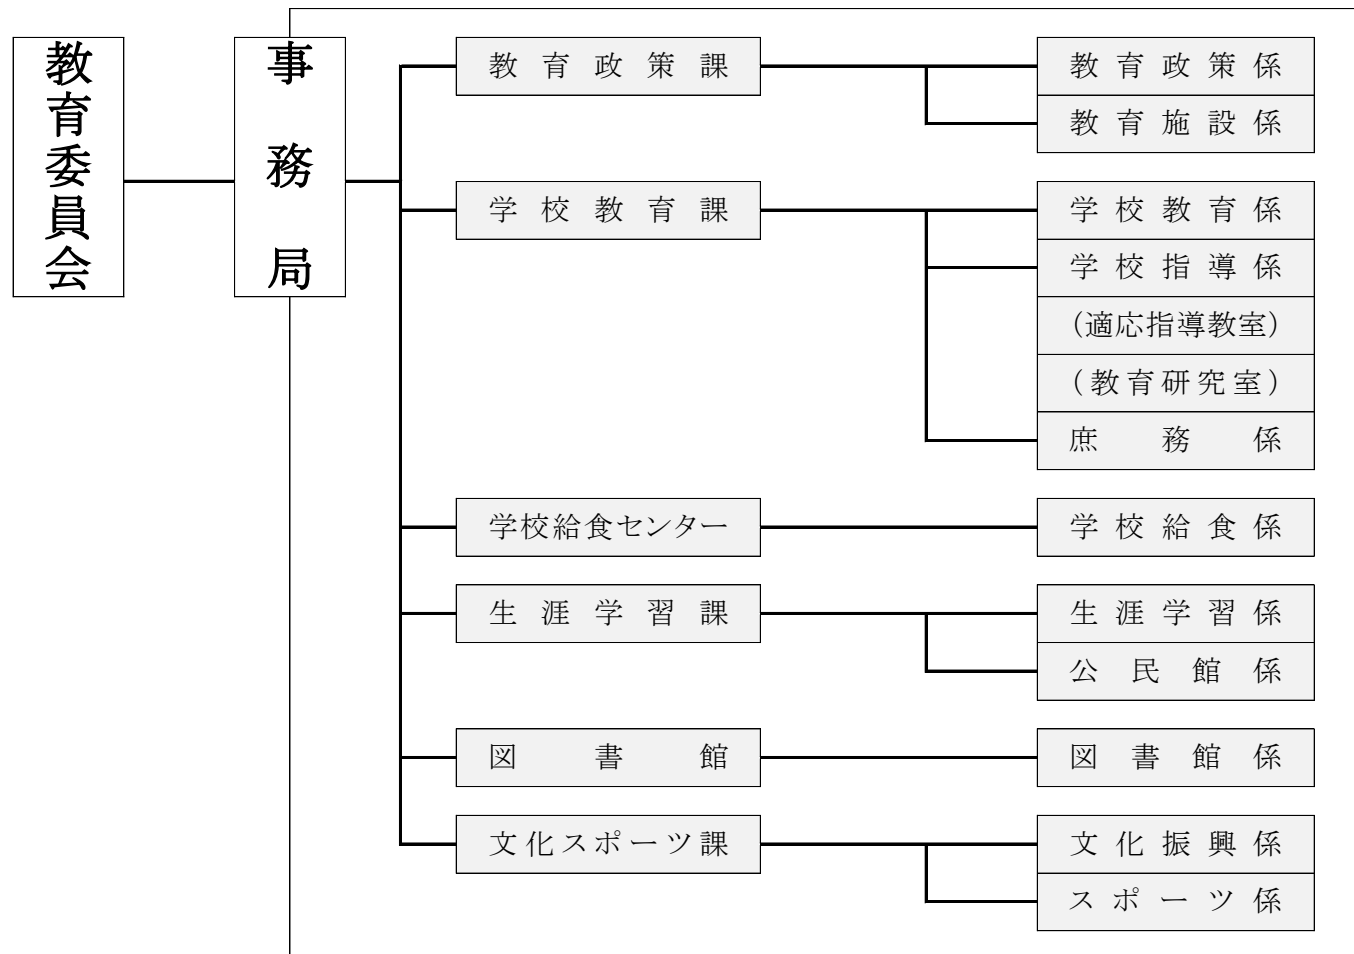 教育委員会
事務局
教育政策課
教育政策係
教育施設係
学校教育課
学校教育係
学校指導係
（適応指導教室）
（教育研究室）
庶務係
学校給食センター
学校給食係
生涯学習課
生涯学習係
公民館係
図書館
図書館係
文化スポーツ課
文化振興係
スポーツ係